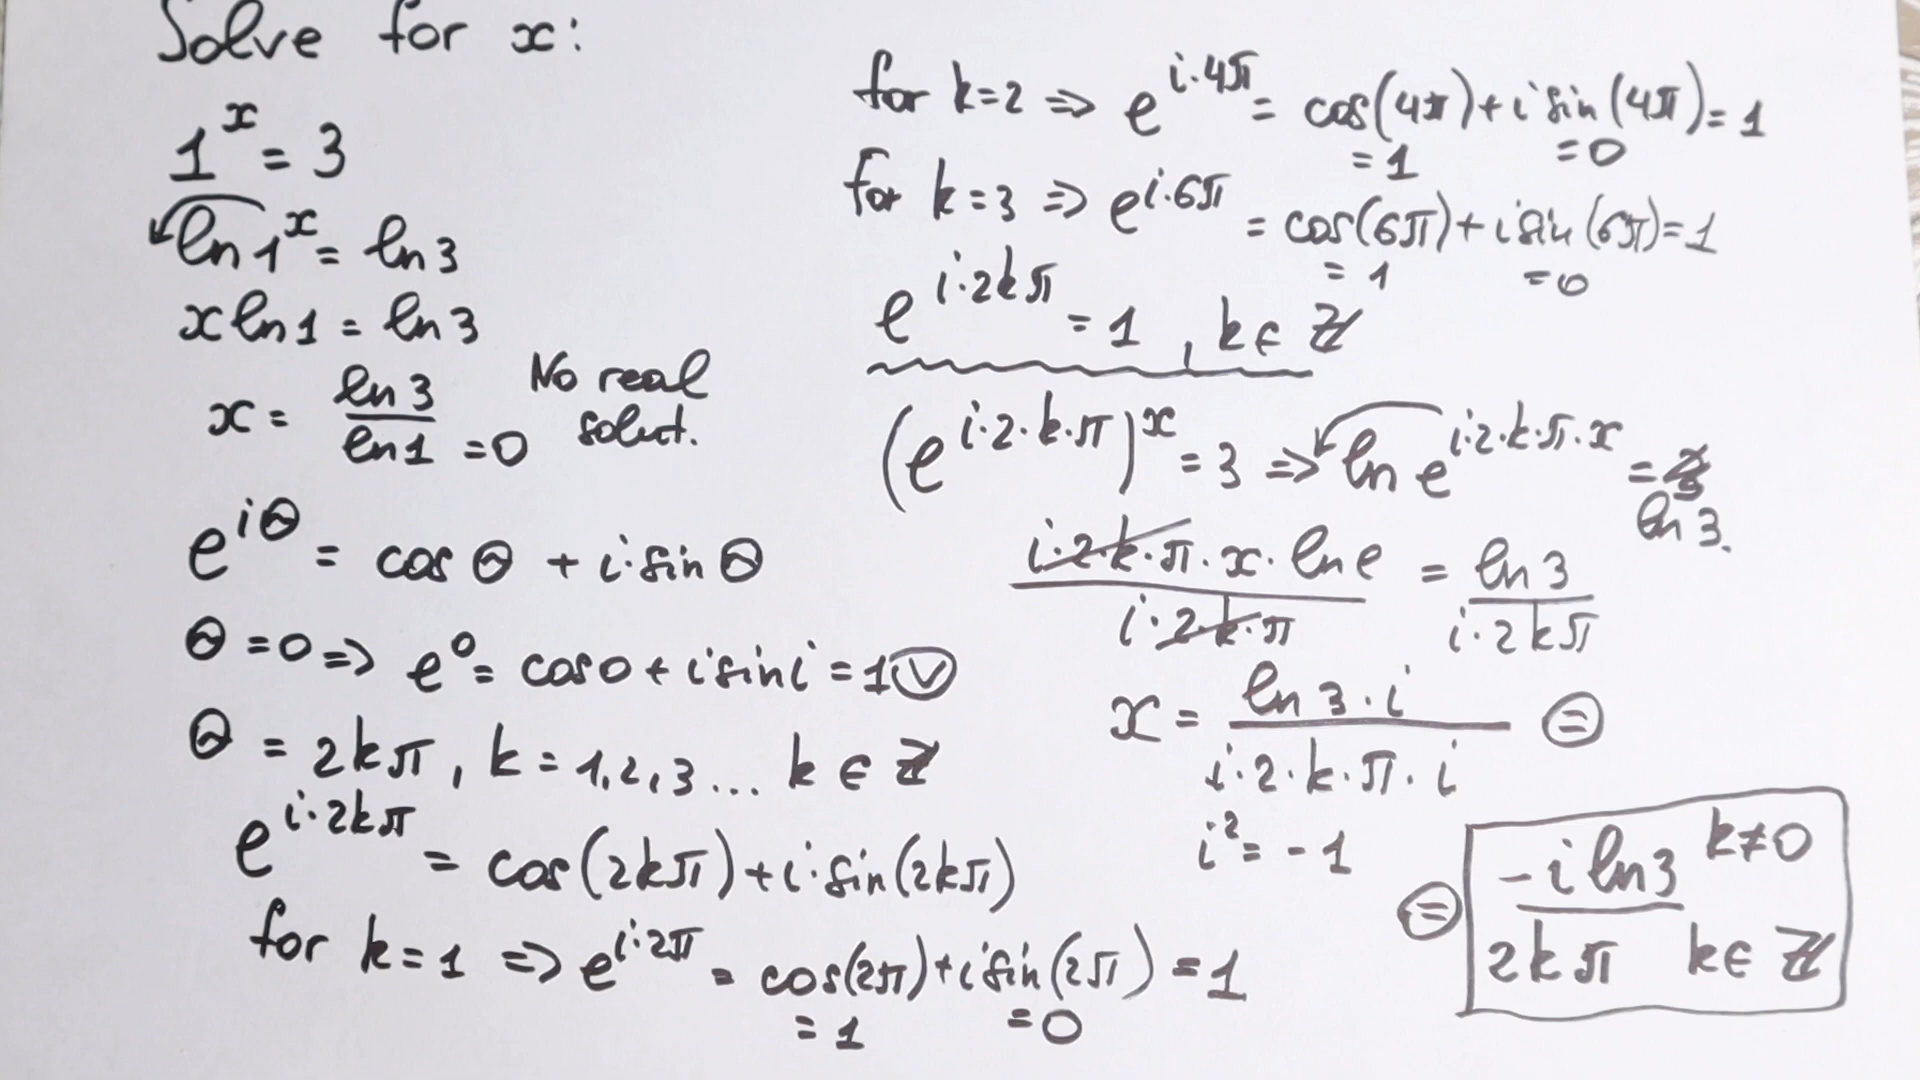 Solve for x:
1^x = 3
ln 1^x = ln 3
x ln 1 = ln 3
x = ln 3 / ln 1 = 0 No real solut.
e^{iθ} = cos θ + i·sin θ
θ = 0 => e^0 = cos 0 + i sin i = 1 ✓
θ = 2kπ, k = 1, 2, 3... k ∈ Z
e^{i·2kπ} = cos(2kπ) + i·sin(2kπ)
for k = 1 => e^{i·2π} = cos(2π) + i sin(2π) = 1
= 1 = 0
for k = 2 => e^{i·4π} = cos(4π) + i sin(4π) = 1
= 1 = 0
for k = 3 => e^{i·6π} = cos(6π) + i sin(6π) = 1
= 1 = 0
e^{i·2kπ} = 1, k ∈ Z
(e^{i·2·k·π})^x = 3 => ln e^{i·2·k·π·x} =
ln 3.
i·2·k·π·x·ln e / i·2·k·π = ln 3 / i·2kπ
x = ln 3·i / i·2·k·π·i =
i² = -1
= -i ln 3 / 2kπ k ≠ 0
k ∈ Z